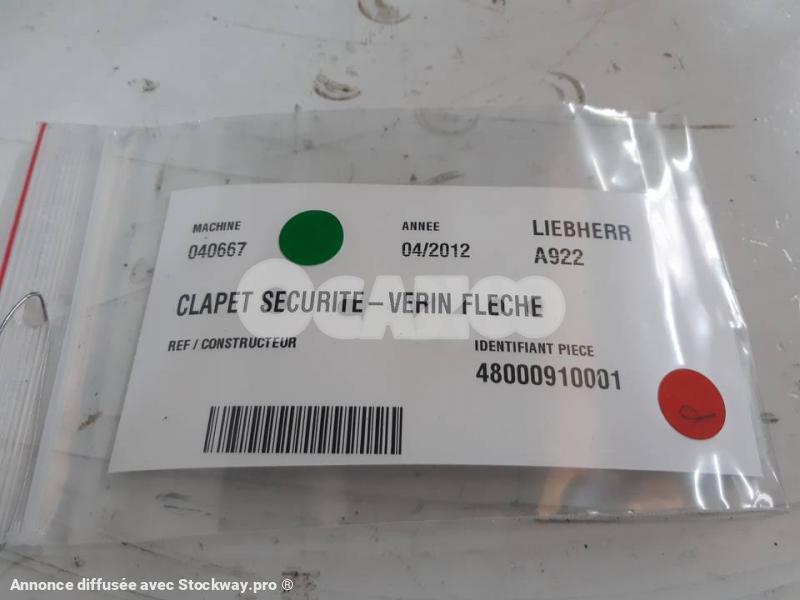 MACHINE
040667
ANNEE
04/2012
LIEBHERR
A922
CLAPET SECURITE – VERIN FLECHE
OCAZOO
REF / CONSTRUCTEUR
IDENTIFIANT PIECE
48000910001
Annonce diffusée avec Stockway.pro ®